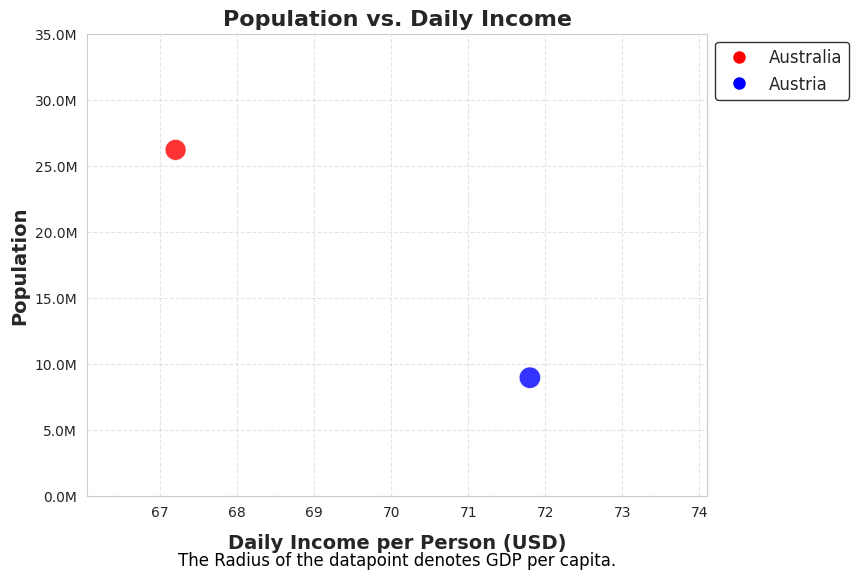 Population vs. Daily Income
Australia
Austria
35.0M
30.0M
25.0M
20.0M
15.0M
10.0M
5.0M
0.0M
Population
67 68 69 70 71 72 73 74
Daily Income per Person (USD)
The Radius of the datapoint denotes GDP per capita.